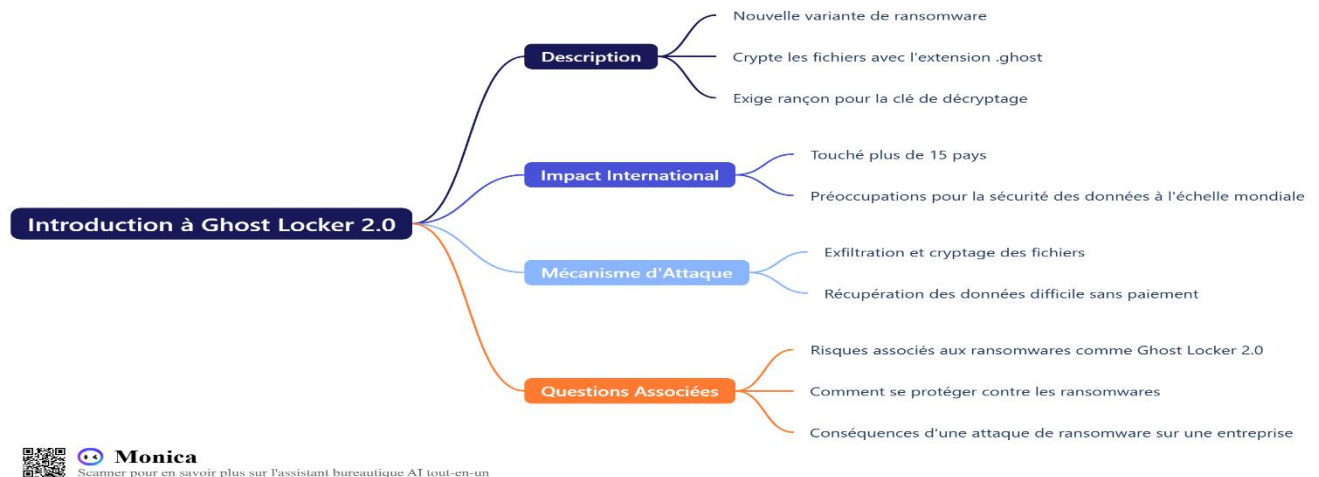 Introduction à Ghost Locker 2.0
Description
Nouvelle variante de ransomware
Crypte les fichiers avec l'extension .ghost
Exige rançon pour la clé de décryptage
Impact International
Touché plus de 15 pays
Préoccupations pour la sécurité des données à l'échelle mondiale
Mécanisme d'Attaque
Exfiltration et cryptage des fichiers
Récupération des données difficile sans paiement
Questions Associées
Risques associés aux ransomwares comme Ghost Locker 2.0
Comment se protéger contre les ransomwares
Conséquences d'une attaque de ransomware sur une entreprise
Monica
Scanner pour en savoir plus sur l'assistant bureautique AI tout-en-un